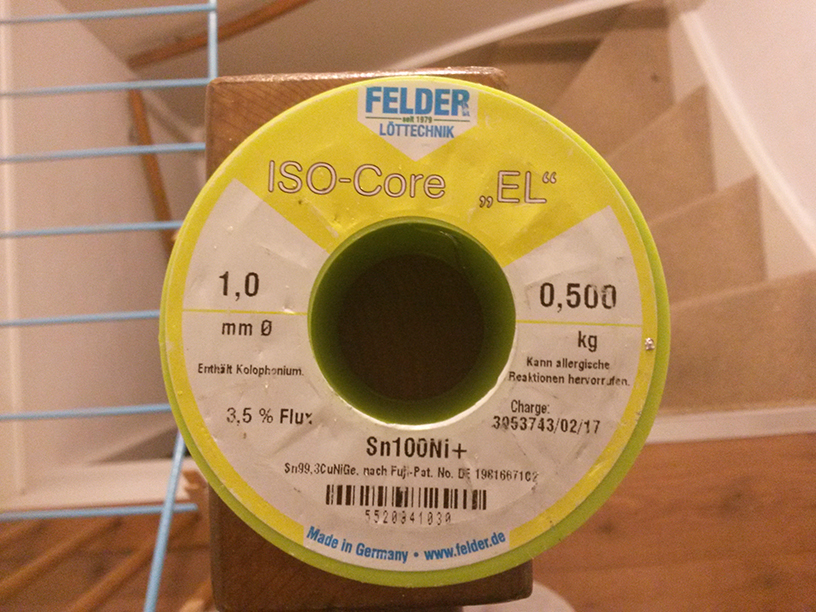 FELDER
seit 1979
LÖTTECHNIK
ISO-Core „EL“
1,0
mm Ø
0,500
kg
Enthält Kolophonium.
Kann allergische
Reaktionen hervorrufen.
3,5 % Flux
Charge:
3953743/02/17
Sn100Ni+
Sn99,3CuNiGe, nach Fuji-Pat. No. DE
5520941030
Made in Germany • www.felder.de